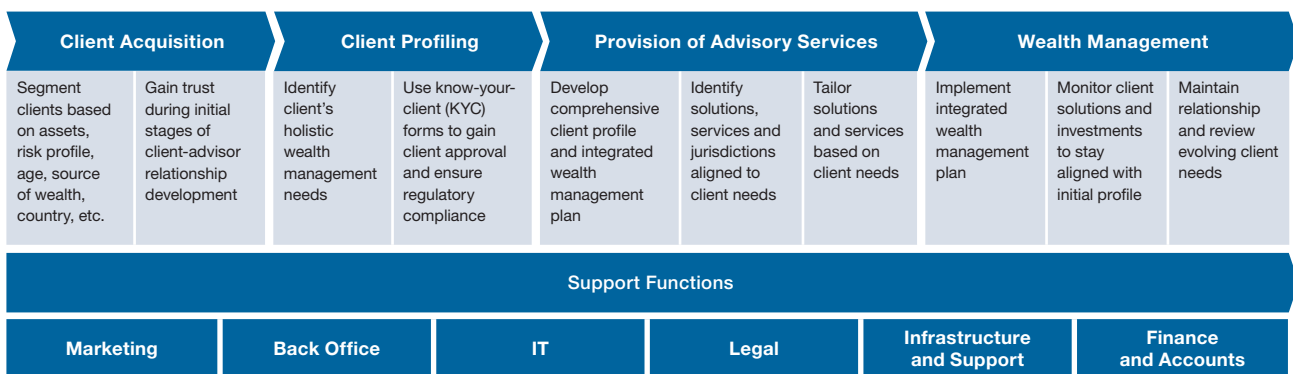 Client Acquisition
Client Profiling
Provision of Advisory Services
Wealth Management
Segment
clients based
on assets,
risk profile,
age, source
of wealth,
country, etc.
Gain trust
during initial
stages of
client-advisor
relationship
development
Identify
client's
holistic
wealth
management
needs
Use know-your-
client (KYC)
forms to gain
client approval
and ensure
regulatory
compliance
Develop
comprehensive
client profile
and integrated
wealth
management
plan
Identify
solutions,
services and
jurisdictions
aligned to
client needs
Tailor
solutions
and services
based on
client needs
Implement
integrated
wealth
management
plan
Monitor client
solutions and
investments
to stay
aligned with
initial profile
Maintain
relationship
and review
evolving client
needs
Support Functions
Marketing
Back Office
IT
Legal
Infrastructure
and Support
Finance
and Accounts